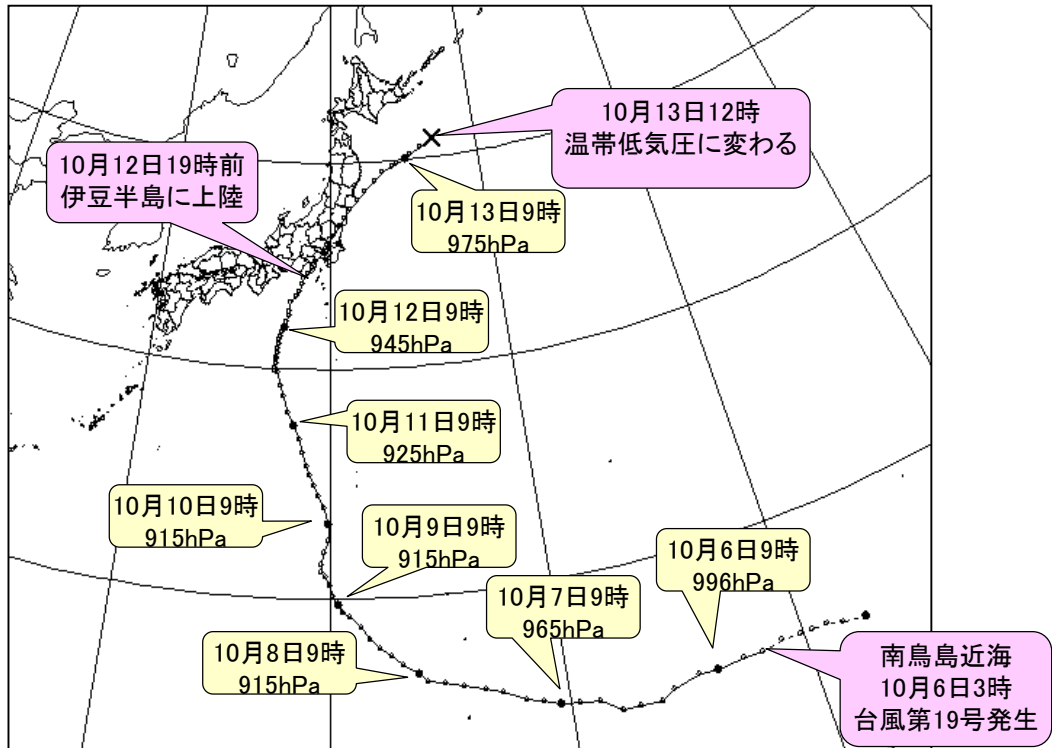 10月13日12時
温帯低気圧に変わる
10月12日19時前
伊豆半島に上陸
10月13日9時
975hPa
10月12日9時
945hPa
10月11日9時
925hPa
10月10日9時
915hPa
10月9日9時
915hPa
10月8日9時
915hPa
10月7日9時
965hPa
10月6日9時
996hPa
南鳥島近海
10月6日3時
台風第19号発生